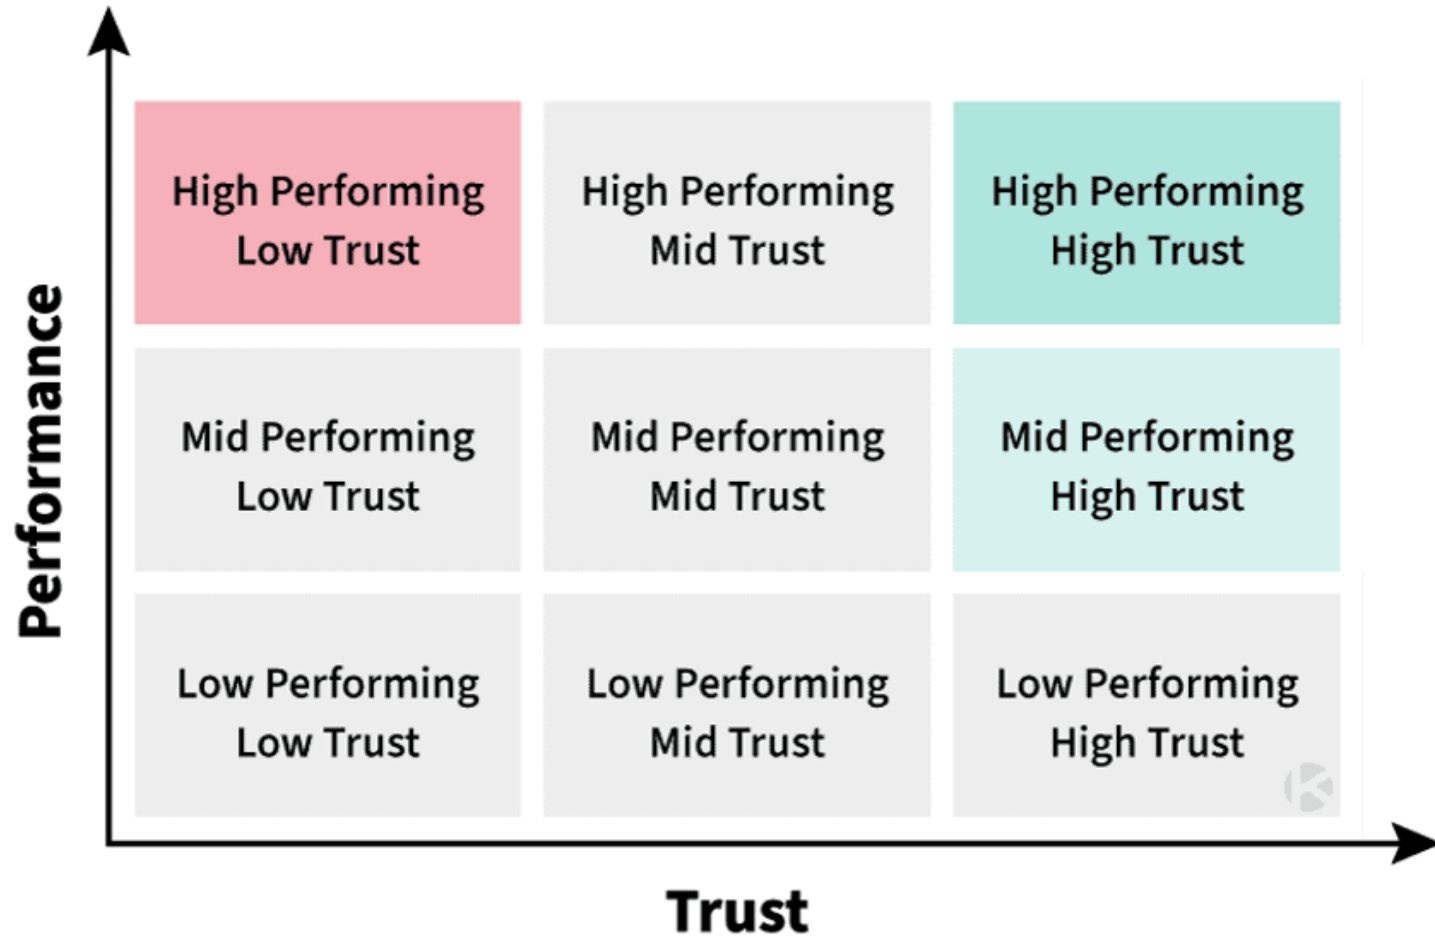 High Performing
Low Trust
High Performing
Mid Trust
High Performing
High Trust
Performance
Mid Performing
Low Trust
Mid Performing
Mid Trust
Mid Performing
High Trust
Low Performing
Low Trust
Low Performing
Mid Trust
Low Performing
High Trust
Trust